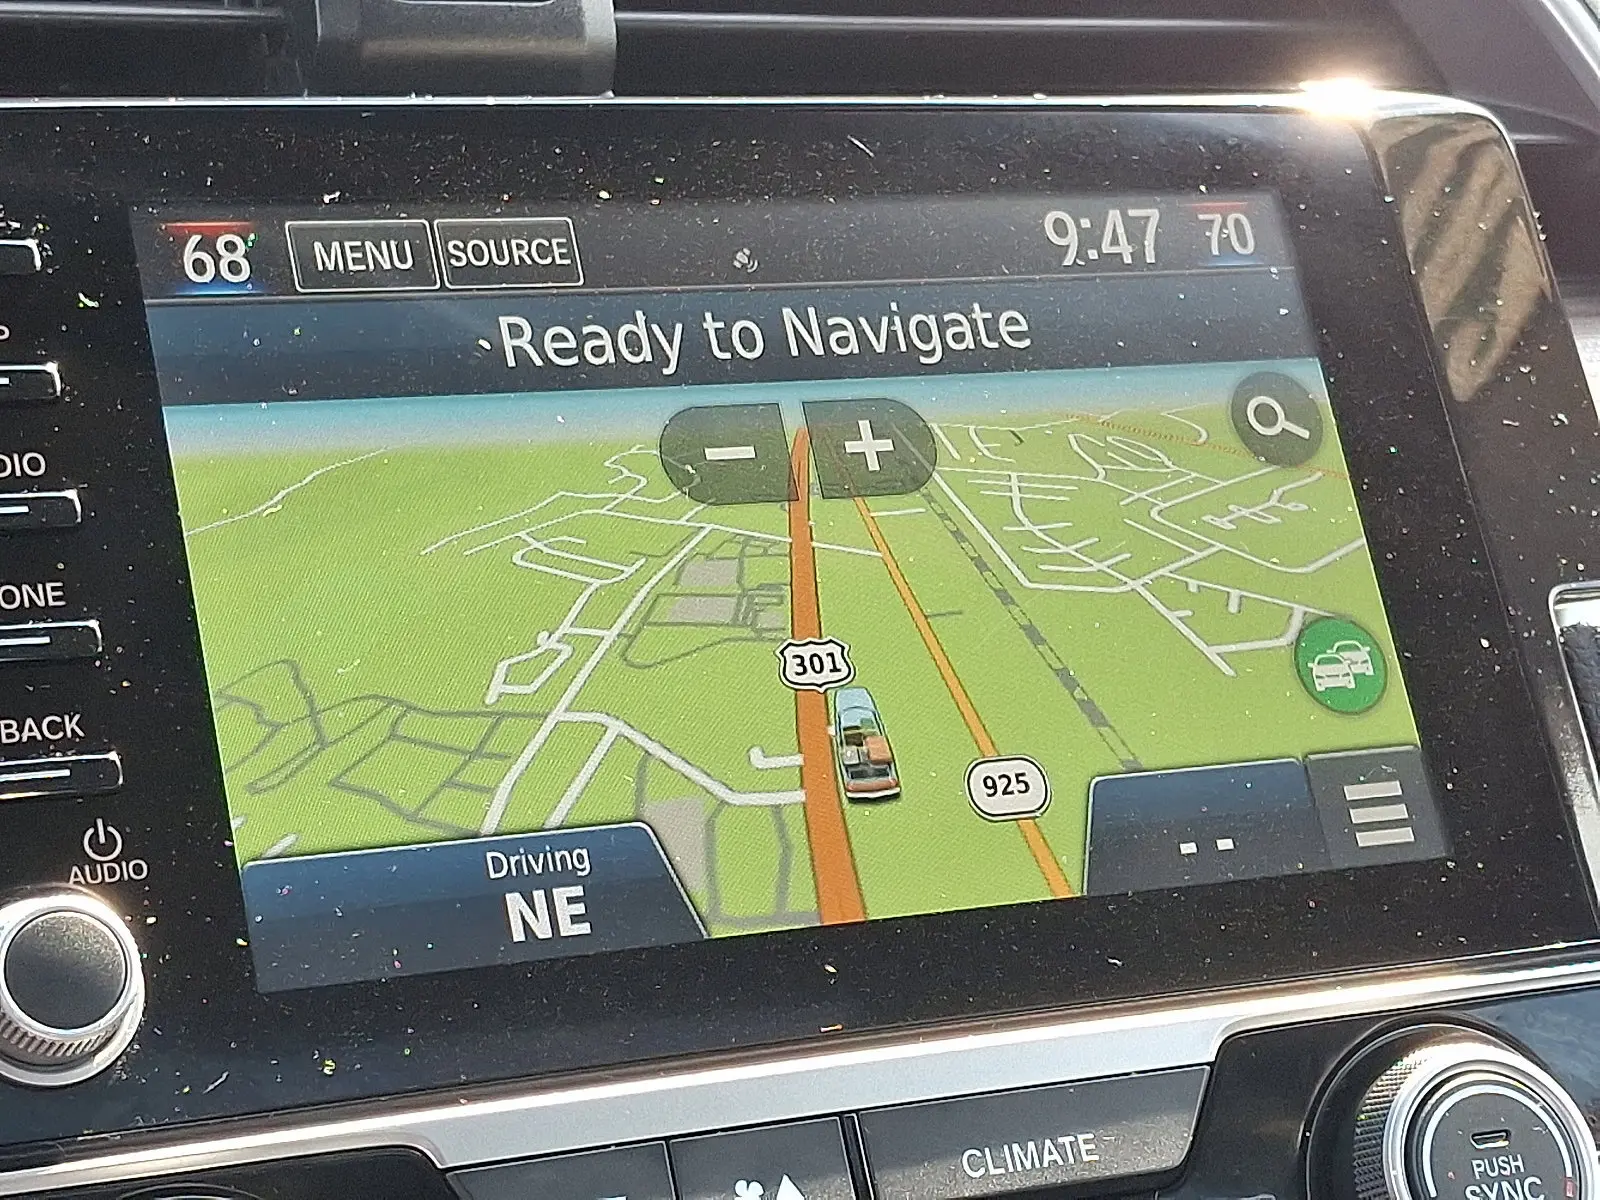 68 MENU SOURCE 9:47 70
Ready to Navigate
301
925
Driving
NE
- -
DIO
ONE
BACK
AUDIO
CLIMATE
PUSH
SYNC